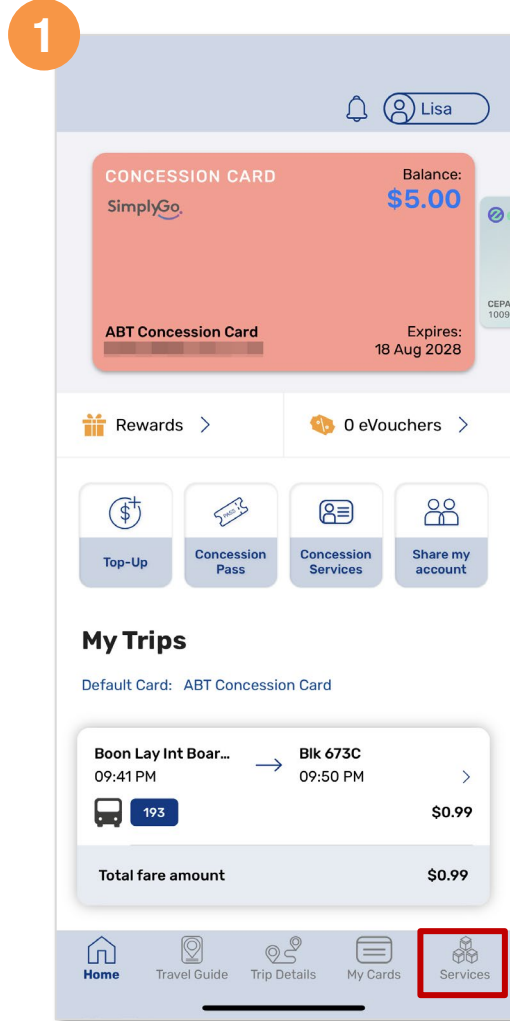 1
Lisa
CONCESSION CARD
Balance:
SimplyGo.
$5.00
CEPA
1009
ABT Concession Card
Expires:
18 Aug 2028
Rewards >
0 eVouchers >
$+
PASS
Top-Up
Concession
Pass
Concession
Services
Share my
account
My Trips
Default Card: ABT Concession Card
Boon Lay Int Boar... → Blk 673C
09:41 PM 09:50 PM >
193 $0.99
Total fare amount $0.99
Home Travel Guide Trip Details My Cards Services